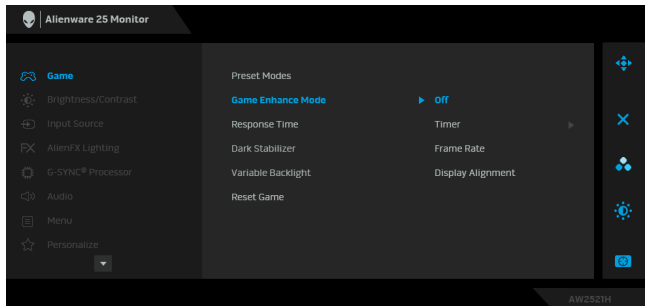 Alienware 25 Monitor
Game
Brightness/Contrast
Input Source
AlienFX Lighting
G-SYNC® Processor
Audio
Menu
Personalize
Preset Modes
Game Enhance Mode
Response Time
Dark Stabilizer
Variable Backlight
Reset Game
Off
Timer
Frame Rate
Display Alignment
AW2521H